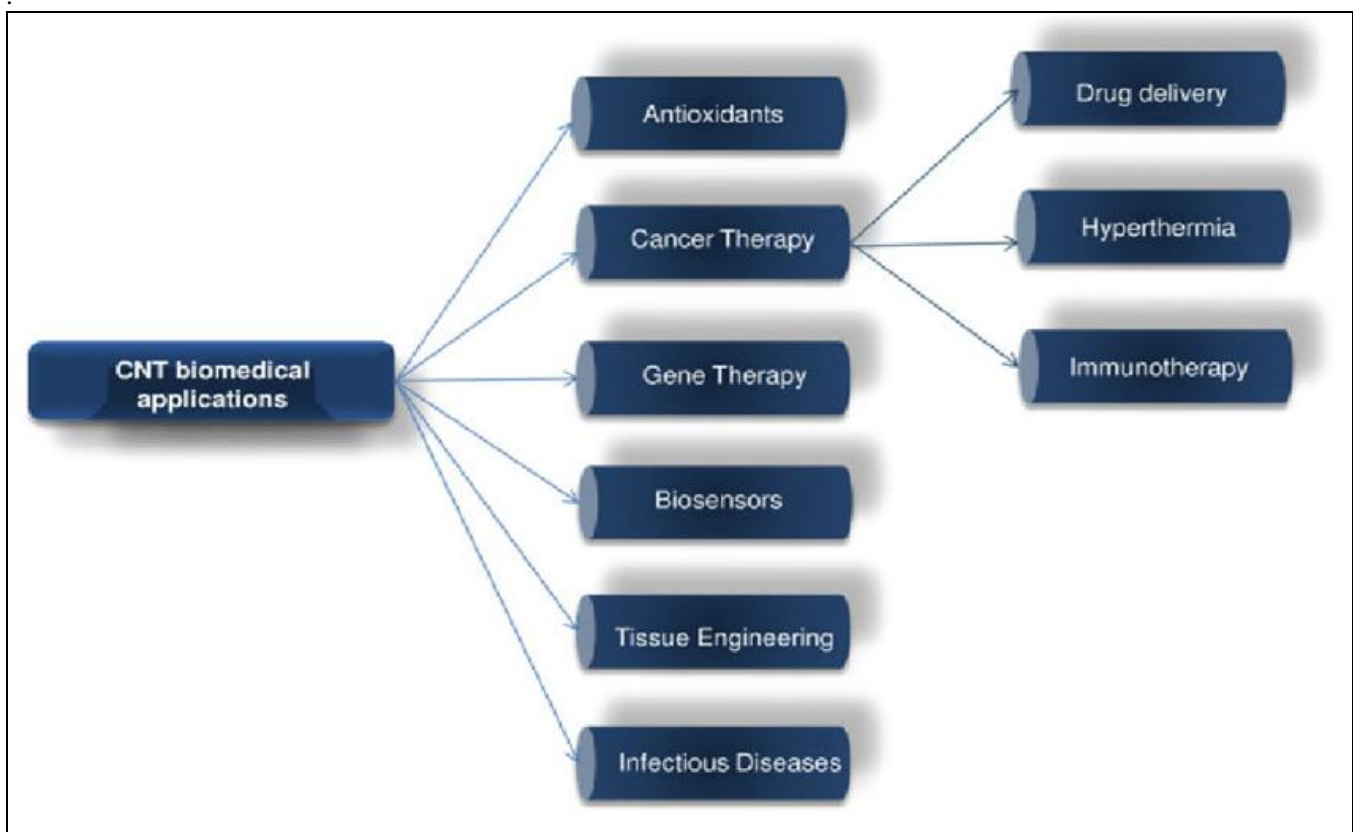 .
CNT biomedical
applications
Antioxidants
Cancer Therapy
Gene Therapy
Biosensors
Tissue Engineering
Infectious Diseases
Drug delivery
Hyperthermia
Immunotherapy